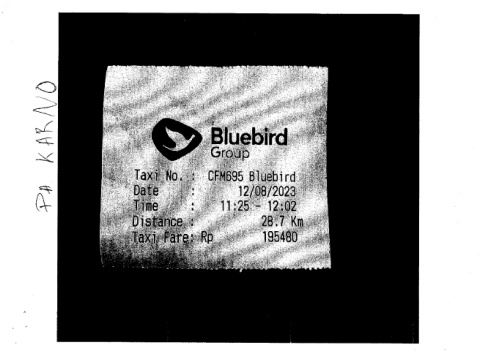 PA KARNO
Bluebird
Group
Taxi No. : CFM695 Bluebird
Date : 12/08/2023
Time : 11:25 - 12:02
Distance : 28.7 Km
Taxi Fare: Rp 195480